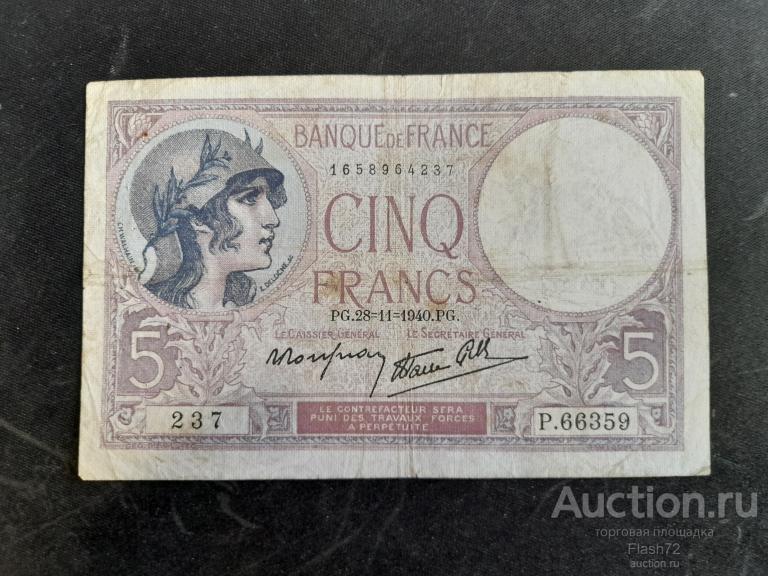 BANQUE DE FRANCE
1658964237
CINQ
FRANCS
PG.28=11=1940.PG.
LE CAISSIER GÉNÉRAL LE SECRÉTAIRE GÉNÉRAL
5 5
237
LE CONTREFACTEUR SERA
PUNI DES TRAVAUX FORCÉS
A PERPÉTUITÉ
P.66359
Auction.ru
торговая площадка
Flash72
auction.ru